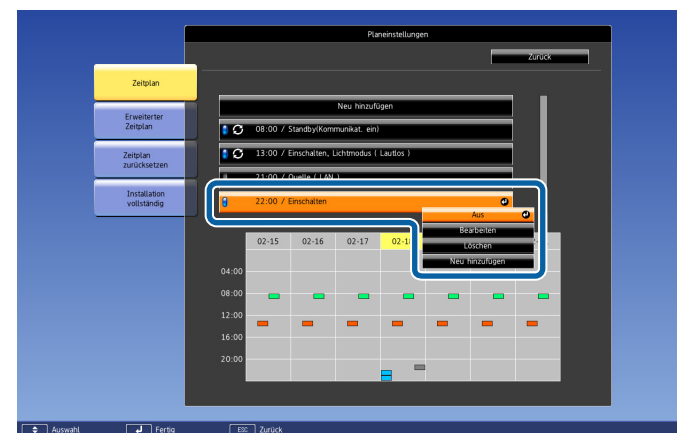 Planeinstellungen
Zurück
Zeitplan
Erweiterter
Zeitplan
Zeitplan
zurücksetzen
Installation
vollständig
Neu hinzufügen
08:00 / Standby(Kommunikat. ein)
13:00 / Einschalten, Lichtmodus ( Lautlos )
21:00 / Quelle ( LAN )
22:00 / Einschalten
Aus
Bearbeiten
Löschen
Neu hinzufügen
02-15 02-16 02-17 02-18
04:00
08:00
12:00
16:00
20:00
Auswahl Fertig ESC Zurück